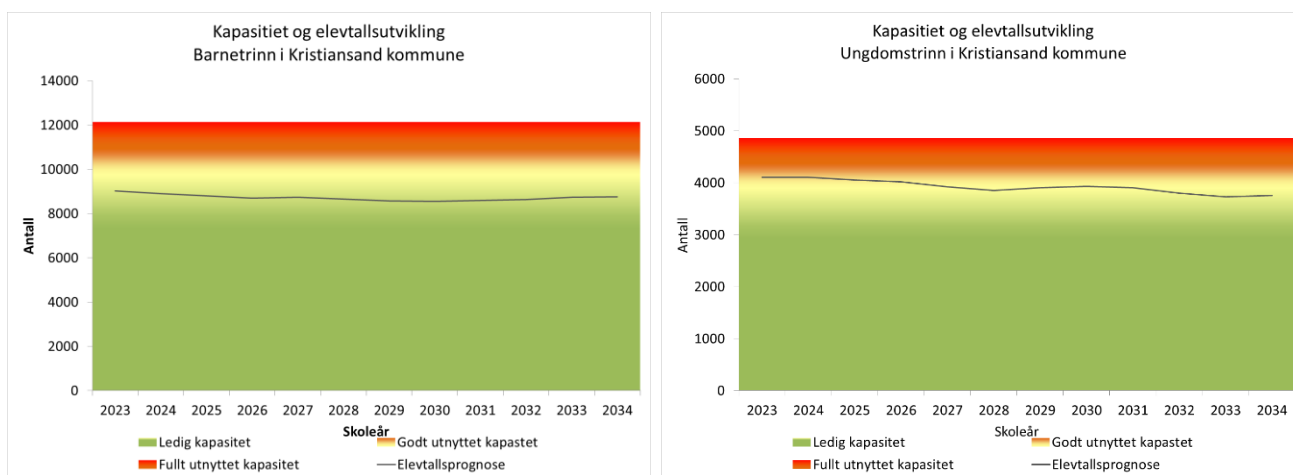 Kapasitiet og elevtallsutvikling
Barnetrinn i Kristiansand kommune
14000
12000
10000
8000
6000
4000
2000
0
Antall
2023 2024 2025 2026 2027 2028 2029 2030 2031 2032 2033 2034
Skoleår
Ledig kapasitet
Godt utnyttet kapastet
Fullt utnyttet kapasitet
Elevtallsprognose
Kapasitiet og elevtallsutvikling
Ungdomstrinn i Kristiansand kommune
6000
5000
4000
3000
2000
1000
0
Antall
2023 2024 2025 2026 2027 2028 2029 2030 2031 2032 2033 2034
Skoleår
Ledig kapasitet
Godt utnyttet kapastet
Fullt utnyttet kapasitet
Elevtallsprognose